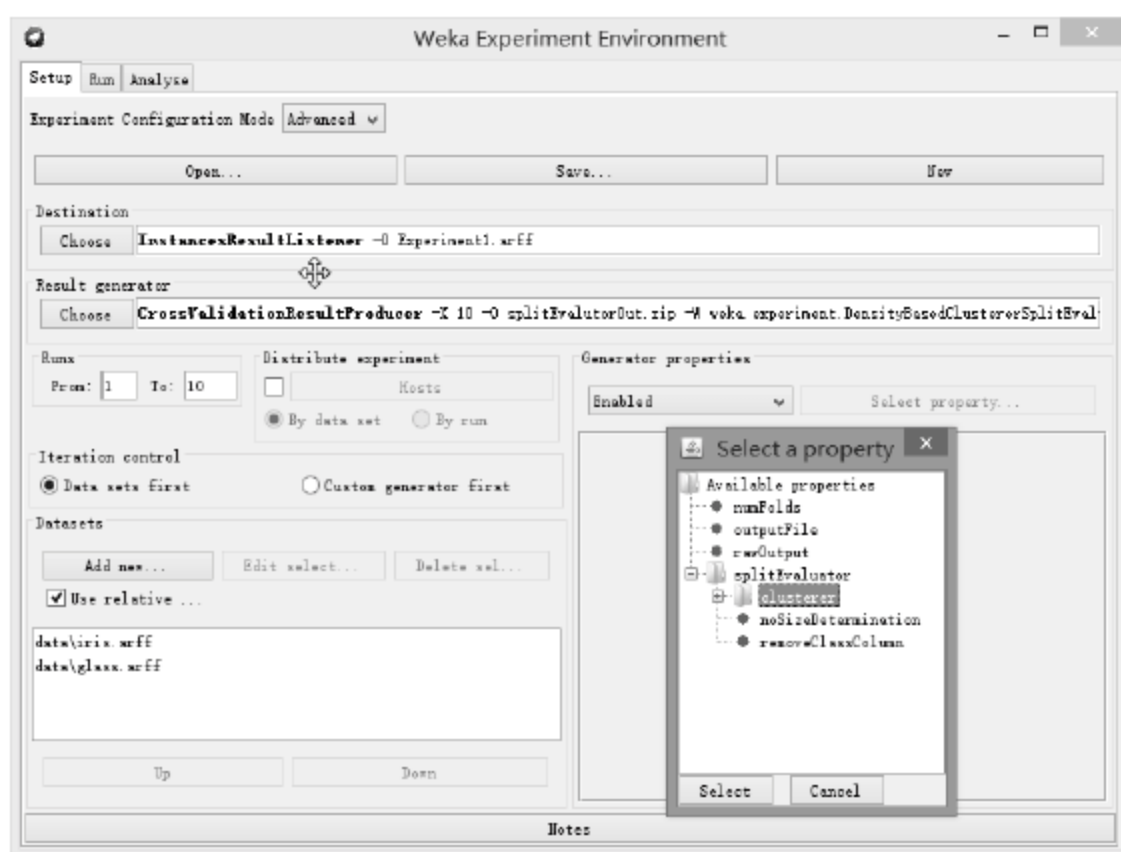 Weka Experiment Environment
Setup Run Analyse
Experiment Configuration Mode Advanced
Open... Save... New
Destination
Choose InstancesResultListener -O Experiment1.arff
Result generator
Choose CrossValidationResultProducer -X 10 -O splitEvalutorOut.zip -W weka.experiment.DensityBasedClustererSplitEval
Runs Distribute experiment Generator properties
From: 1 To: 10 Hosts Enabled Select property...
By data set By run
Iteration control
Data sets first Custom generator first
Datasets
Add new... Edit select... Delete sel...
Use relative ...
data\iris.arff
data\glass.arff
Up Down
Select a property
Available properties
numFolds
outputFile
rawOutput
splitEvaluator
clusterer
noSizeDetermination
removeClassColumn
Select Cancel
Notes